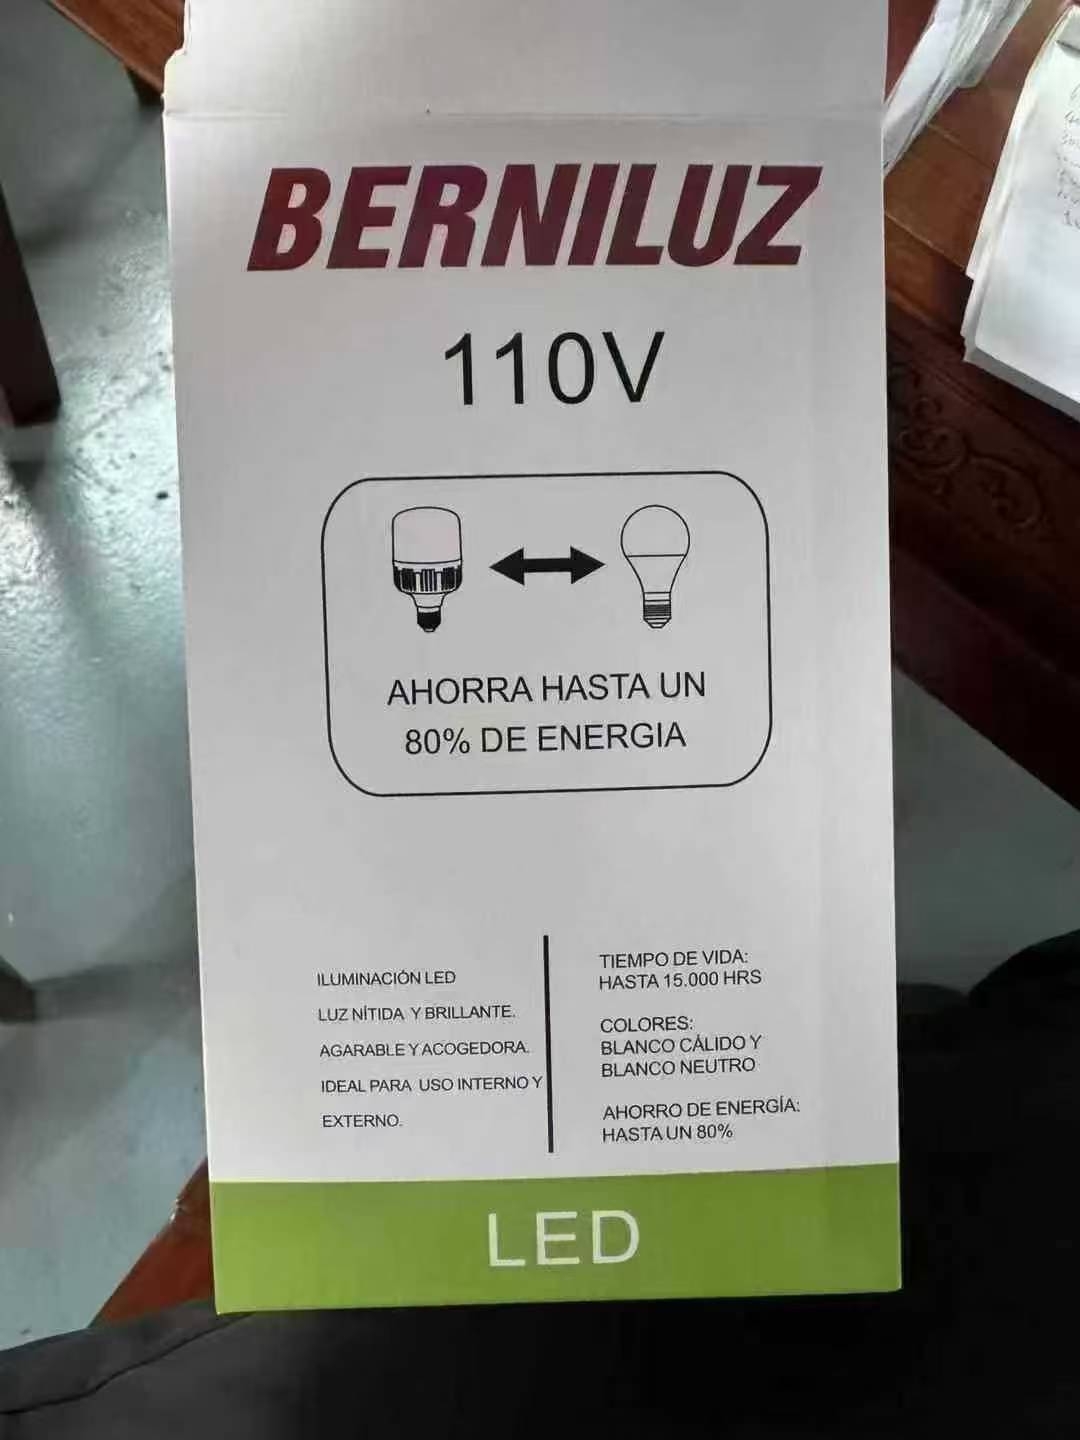 BERNILUZ
110V
AHORRA HASTA UN
80% DE ENERGIA
ILUMINACIÓN LED
LUZ NÍTIDA Y BRILLANTE.
AGARABLE Y ACOGEDORA.
IDEAL PARA USO INTERNO Y
EXTERNO.
TIEMPO DE VIDA:
HASTA 15.000 HRS
COLORES:
BLANCO CÁLIDO Y
BLANCO NEUTRO
AHORRO DE ENERGÍA:
HASTA UN 80%
LED